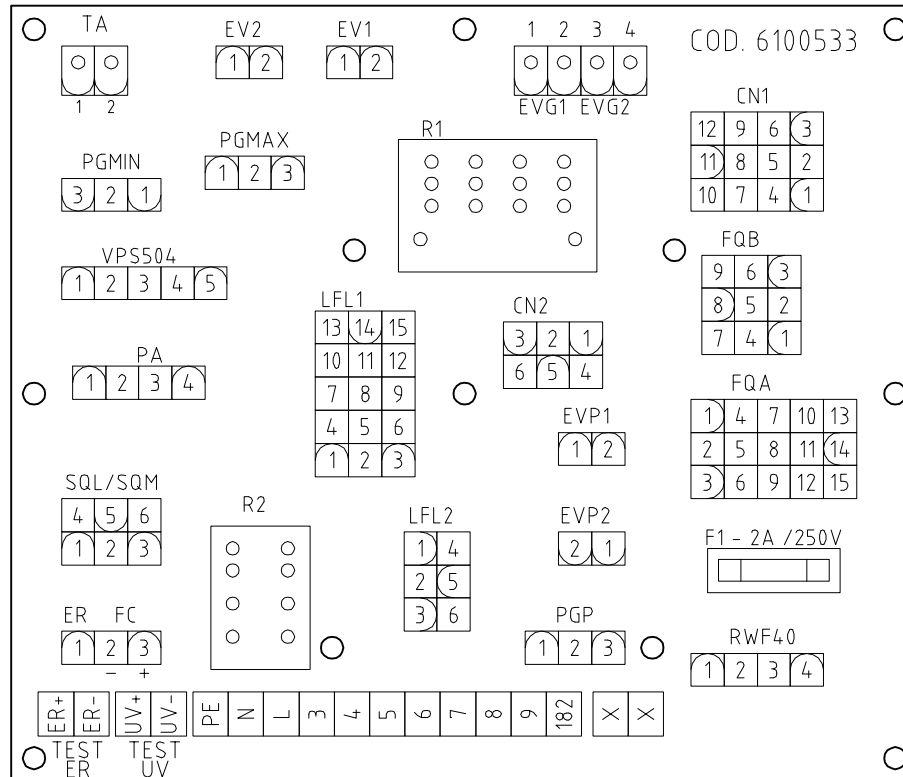 TA
EV2
EV1
1 2 3 4
COD. 6100533
1 2
1 2
1 2
EVG1 EVG2
CN1
12 9 6 3
11 8 5 2
10 7 4 1
R1
PGMAX
1 2 3
PGMIN
3 2 1
VPS504
1 2 3 4 5
FQB
9 6 3
8 5 2
7 4 1
LFL1
13 14 15
10 11 12
7 8 9
4 5 6
1 2 3
CN2
3 2 1
6 5 4
PA
1 2 3 4
FQA
1 4 7 10 13
2 5 8 11 14
3 6 9 12 15
EVP1
1 2
SQL/SQM
4 5 6
1 2 3
R2
LFL2
1 4
2 5
3 6
EVP2
2 1
F1 - 2A /250V
ER FC
1 2 3
- +
PGP
1 2 3
RWF40
1 2 3 4
ER+ ER- UV+ UV- PE N L 3 4 5 6 7 8 9 182 X X
TEST ER
TEST UV